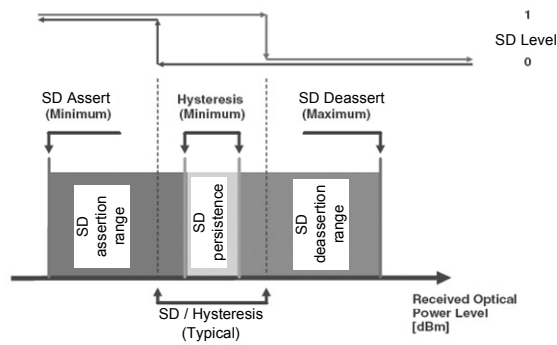 1
SD Level
0
SD Assert
(Minimum)
Hysteresis
(Minimum)
SD Deassert
(Maximum)
SD
assertion
range
SD
persistence
SD
deassertion
range
SD / Hysteresis
(Typical)
Received Optical
Power Level
[dBm]